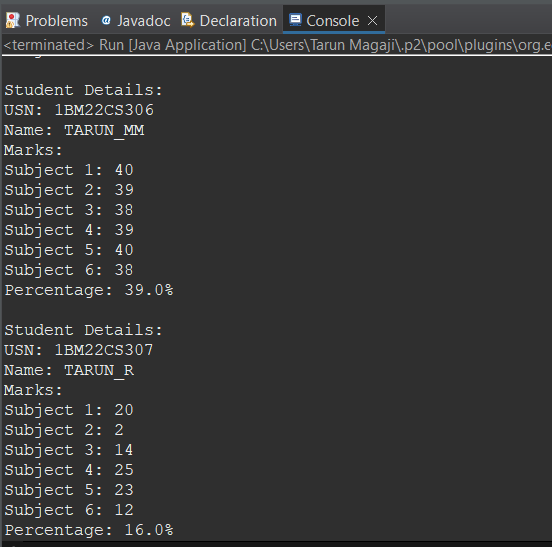 Problems @ Javadoc Declaration Console
<terminated> Run [Java Application] C:\Users\Tarun Magaji\.p2\pool\plugins\org.e
Student Details:
USN: 1BM22CS306
Name: TARUN_MM
Marks:
Subject 1: 40
Subject 2: 39
Subject 3: 38
Subject 4: 39
Subject 5: 40
Subject 6: 38
Percentage: 39.0%
Student Details:
USN: 1BM22CS307
Name: TARUN_R
Marks:
Subject 1: 20
Subject 2: 2
Subject 3: 14
Subject 4: 25
Subject 5: 23
Subject 6: 12
Percentage: 16.0%